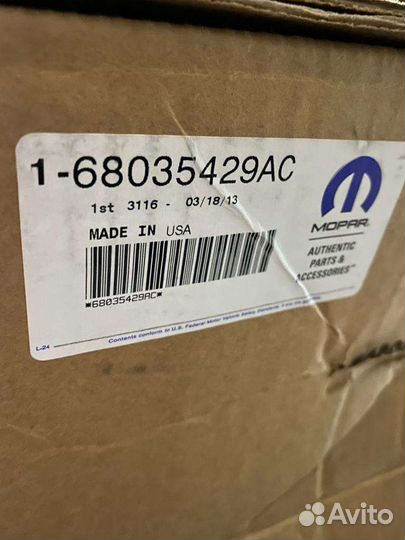 1-68035429AC
1st 3116 - 03/18/13
MADE IN USA
*68035429AC*
MOPAR
AUTHENTIC
PARTS &
ACCESSORIES™
L-24
Contents conform to U.S. Federal Motor Vehicle Safety Standards,
Avito